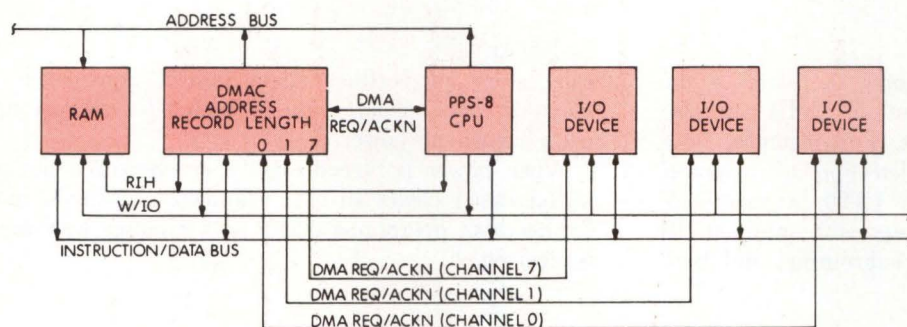 ADDRESS BUS
RAM
DMAC
ADDRESS
RECORD LENGTH
0 1 7
DMA
REQ/ACKN
PPS-8
CPU
I/O
DEVICE
I/O
DEVICE
I/O
DEVICE
RIH
W/IO
INSTRUCTION/DATA BUS
DMA REQ/ACKN (CHANNEL 7)
DMA REQ/ACKN (CHANNEL 1)
DMA REQ/ACKN (CHANNEL 0)